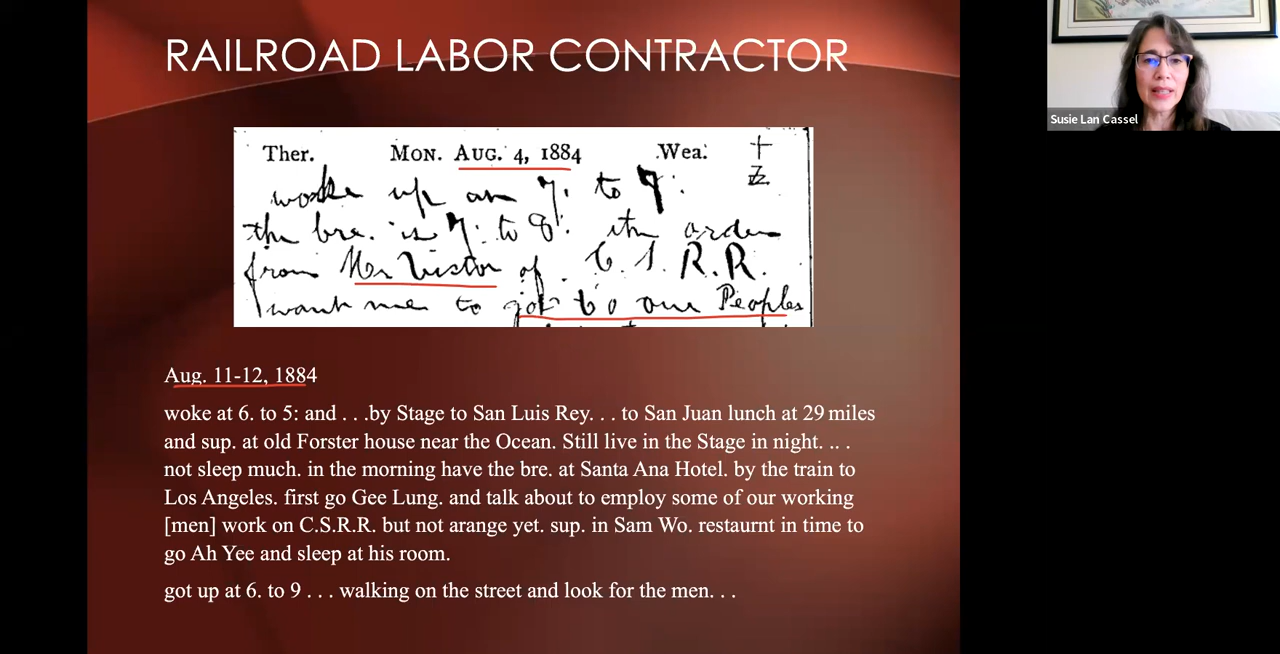 RAILROAD LABOR CONTRACTOR
Susie Lan Cassel
Ther. MON. AUG. 4, 1884 Wea.
woke up an 7. to 9.
the bre. is 7. to 8. the order
from Mr. Victor of C. S. R. R.
want me to got to our Peoples
Aug. 11-12, 1884
woke at 6. to 5: and . . .by Stage to San Luis Rey. . . to San Juan lunch at 29 miles
and sup. at old Forster house near the Ocean. Still live in the Stage in night. .. .
not sleep much. in the morning have the bre. at Santa Ana Hotel. by the train to
Los Angeles. first go Gee Lung. and talk about to employ some of our working
[men] work on C.S.R.R. but not arange yet. sup. in Sam Wo. restaurnt in time to
go Ah Yee and sleep at his room.
got up at 6. to 9 . . . walking on the street and look for the men. . .